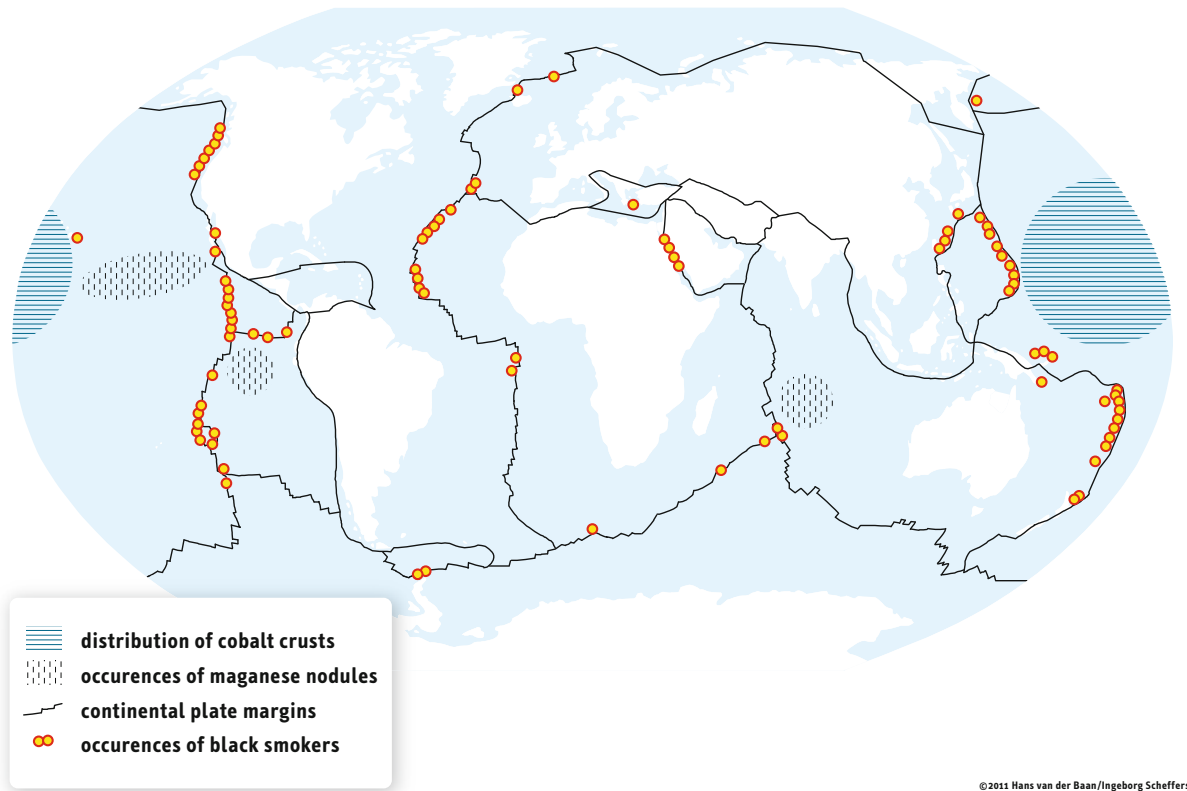 distribution of cobalt crusts
occurences of maganese nodules
continental plate margins
occurences of black smokers
©2011 Hans van der Baan/Ingeborg Scheffers